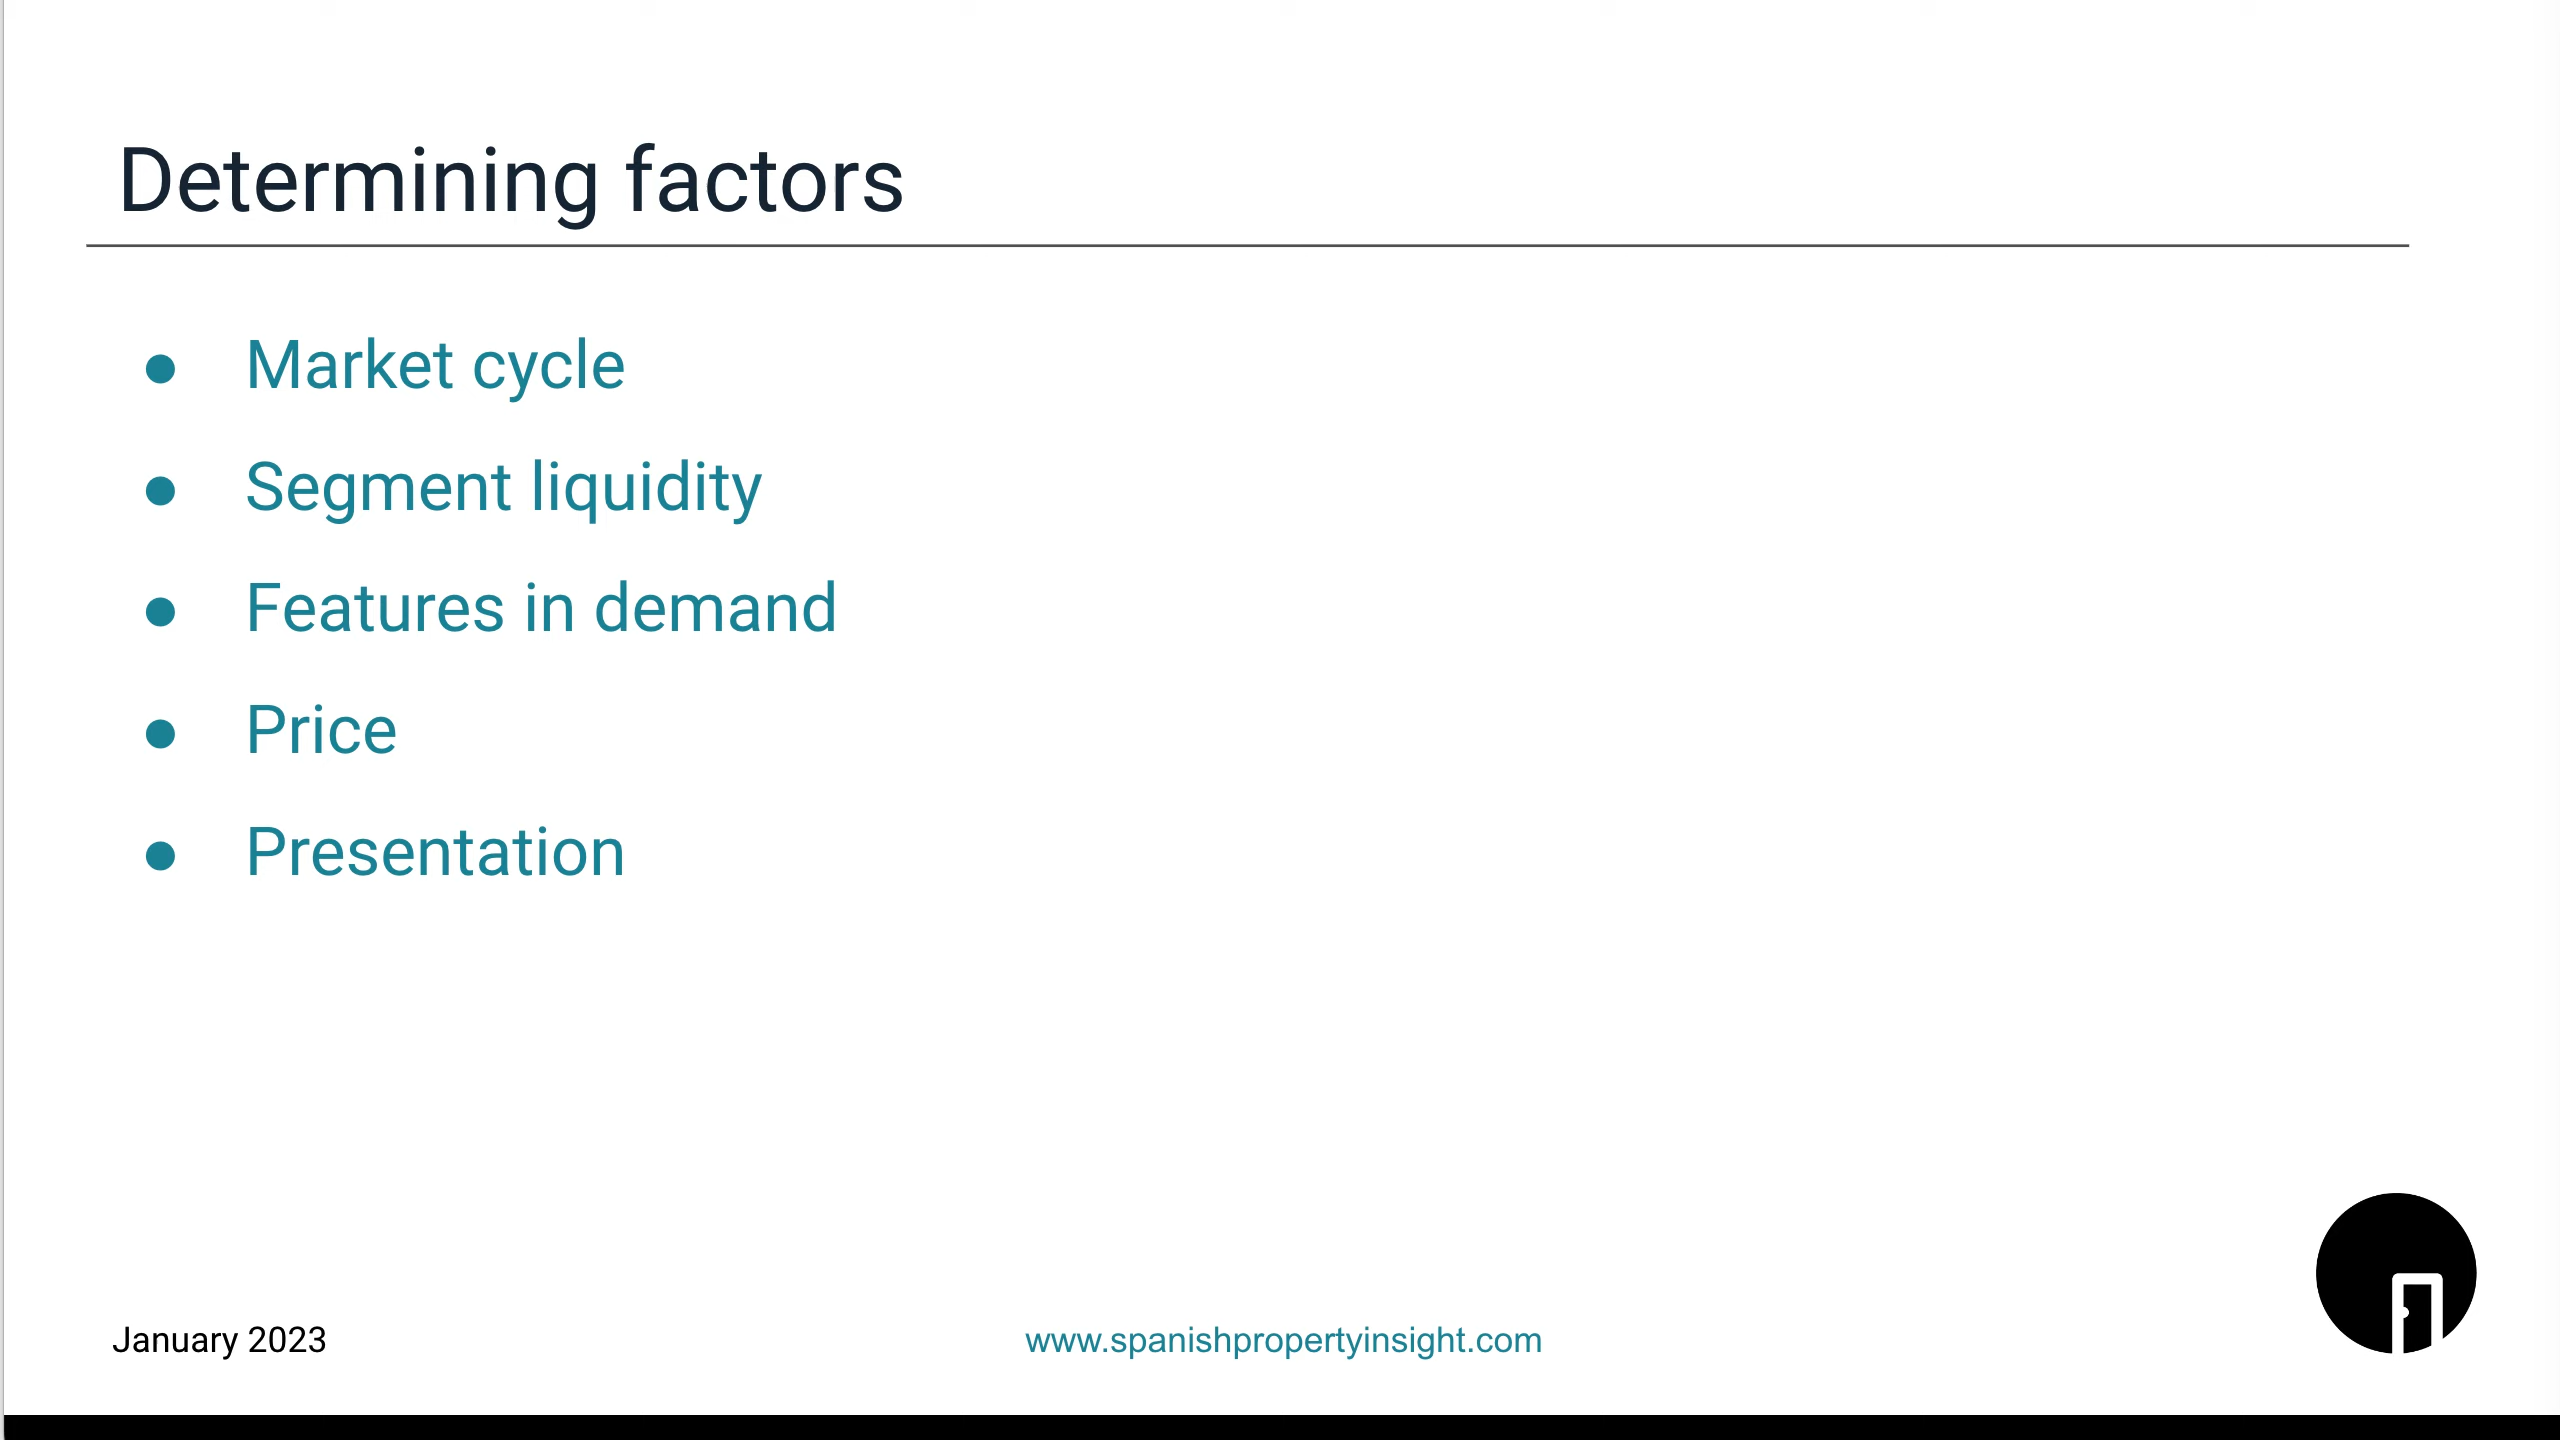 Determining factors
● Market cycle
● Segment liquidity
● Features in demand
● Price
● Presentation
January 2023
www.spanishpropertyinsight.com